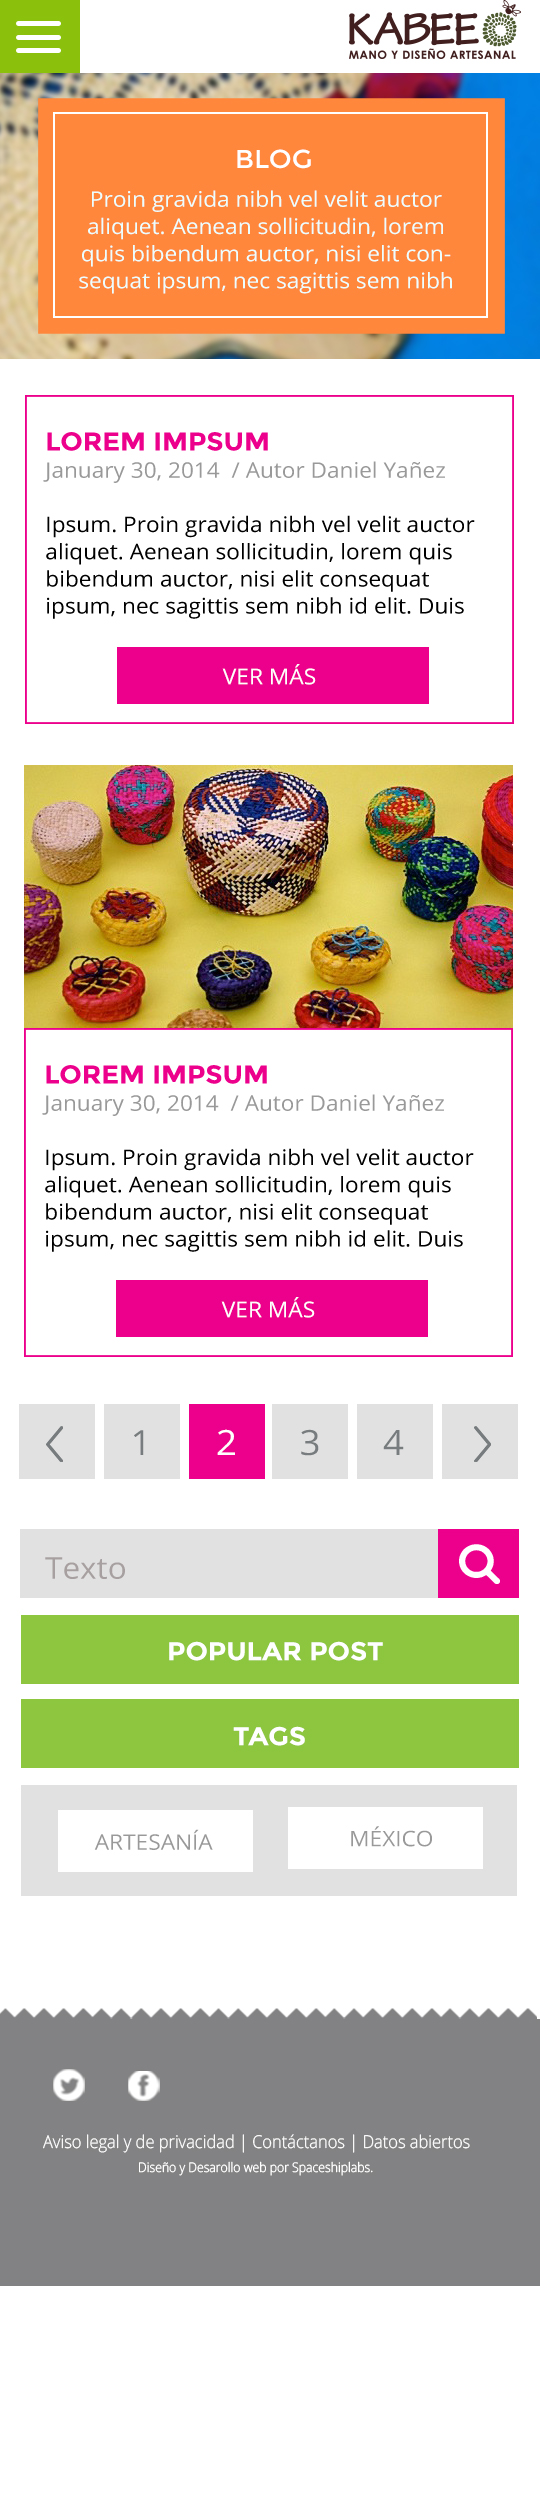 KABEE
MANO Y DISEÑO ARTESANAL
BLOG
Proin gravida nibh vel velit auctor
aliquet. Aenean sollicitudin, lorem
quis bibendum auctor, nisi elit con-
sequat ipsum, nec sagittis sem nibh
LOREM IMPSUM
January 30, 2014 / Autor Daniel Yañez
Ipsum. Proin gravida nibh vel velit auctor
aliquet. Aenean sollicitudin, lorem quis
bibendum auctor, nisi elit consequat
ipsum, nec sagittis sem nibh id elit. Duis
VER MÁS
LOREM IMPSUM
January 30, 2014 / Autor Daniel Yañez
Ipsum. Proin gravida nibh vel velit auctor
aliquet. Aenean sollicitudin, lorem quis
bibendum auctor, nisi elit consequat
ipsum, nec sagittis sem nibh id elit. Duis
VER MÁS
1 2 3 4
Texto
POPULAR POST
TAGS
ARTESANÍA
MÉXICO
Aviso legal y de privacidad | Contáctanos | Datos abiertos
Diseño y Desarollo web por Spaceshiplabs.